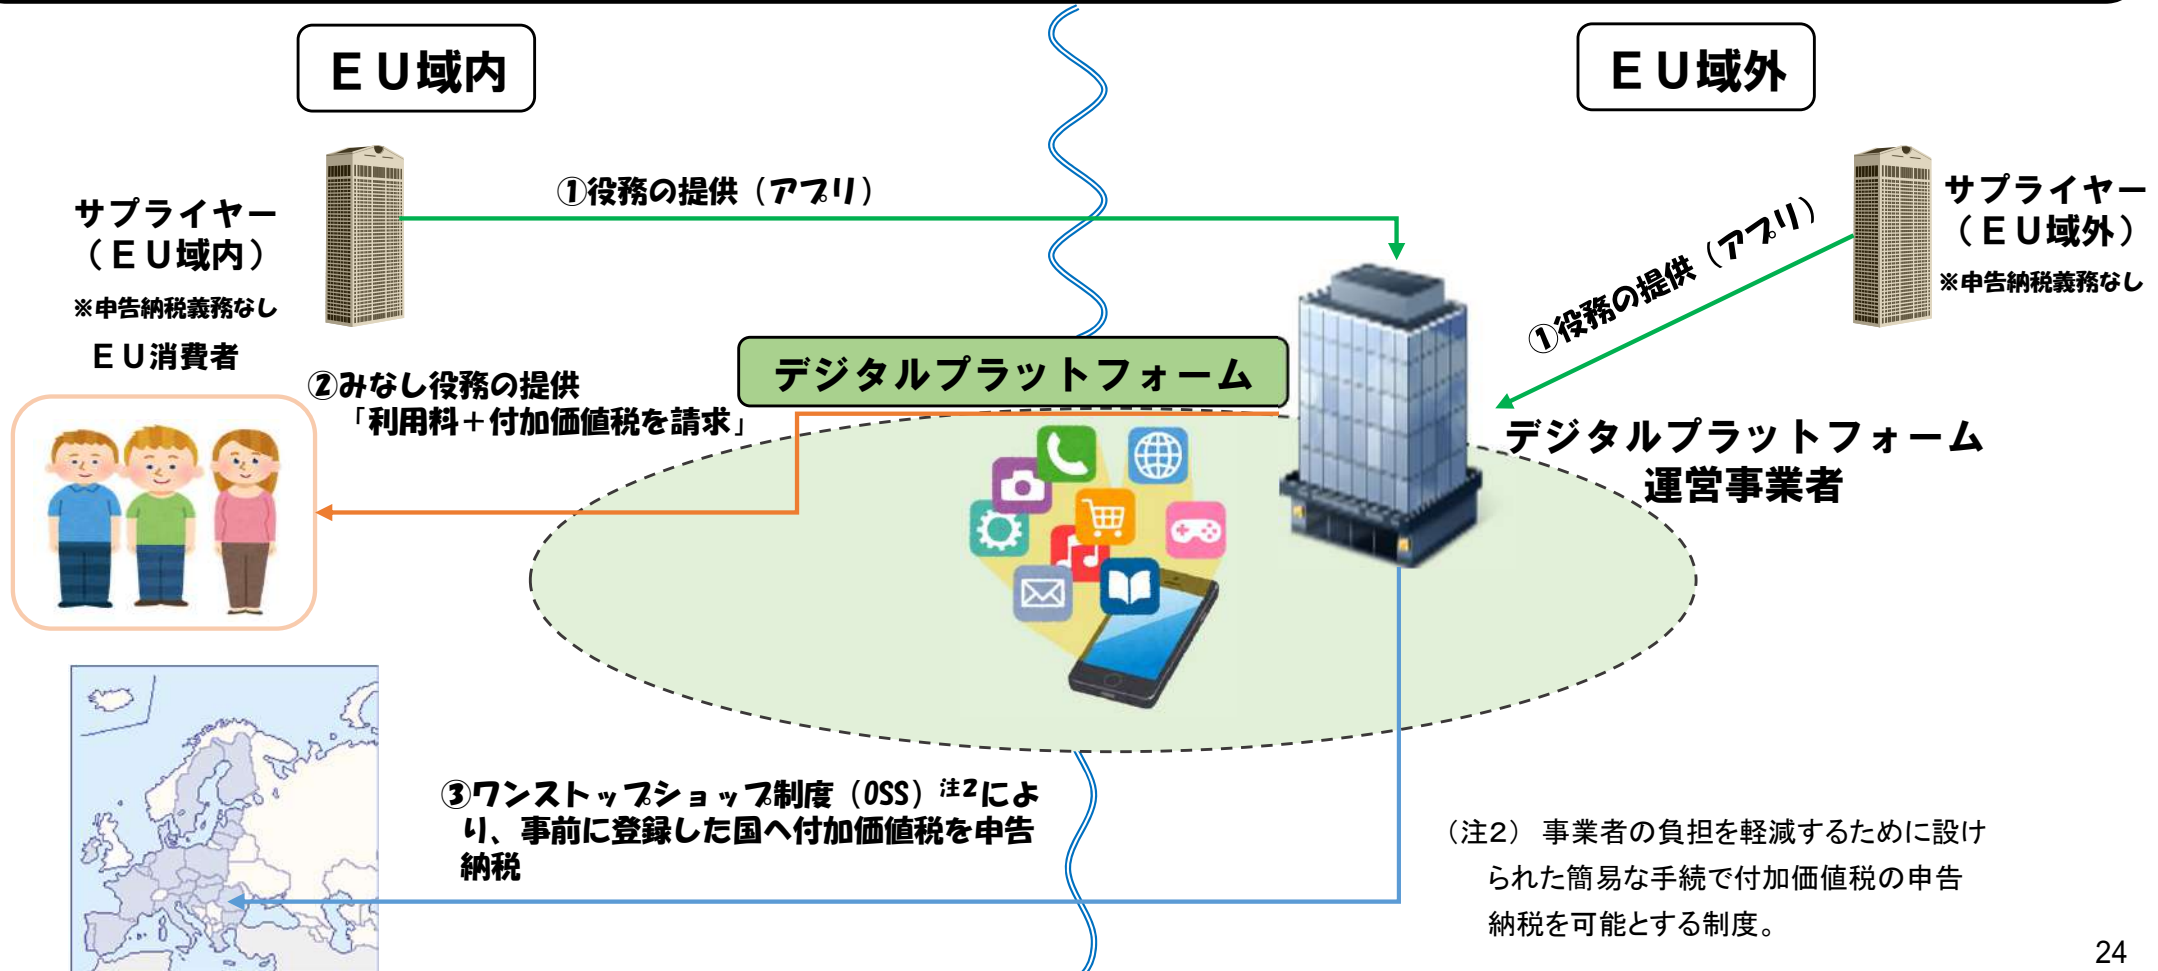 ＥＵ域内
ＥＵ域外
サプライヤー
（ＥＵ域内）
※申告納税義務なし
①役務の提供（アプリ）
サプライヤー
（ＥＵ域外）
※申告納税義務なし
①役務の提供（アプリ）
ＥＵ消費者
②みなし役務の提供
「利用料＋付加価値税を請求」
デジタルプラットフォーム
デジタルプラットフォーム
運営事業者
③ワンストップショップ制度（OSS）注2によ
り、事前に登録した国へ付加価値税を申告
納税
（注２） 事業者の負担を軽減するために設け
られた簡易な手続で付加価値税の申告
納税を可能とする制度。
24